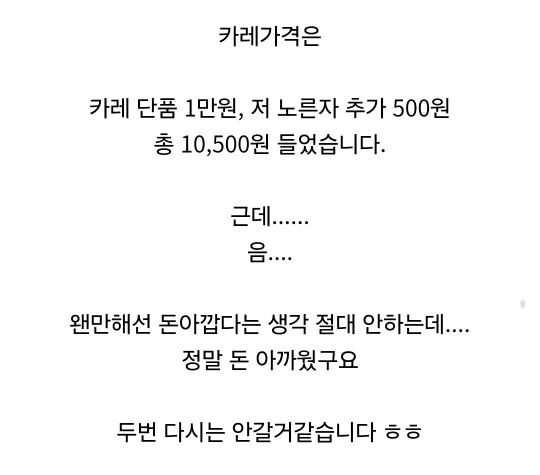 카레가격은
카레 단품 1만원, 저 노른자 추가 500원
총 10,500원 들었습니다.
근데......
음....
왠만해선 돈아깝다는 생각 절대 안하는데....
정말 돈 아까웠구요
두번 다시는 안갈거같습니다 ㅎㅎ